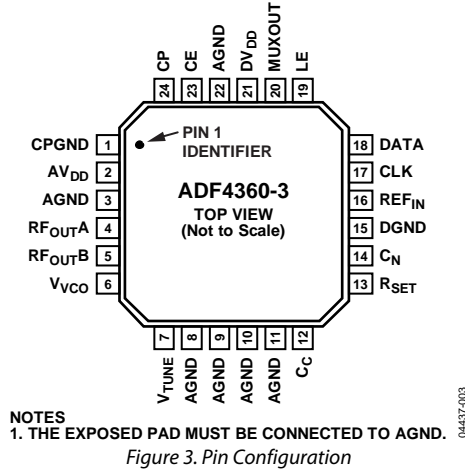 CP
CE
AGND
DVDD
MUXOUT
LE
24
23
22
21
20
19
CPGND 1
AVDD 2
AGND 3
RFOUTA 4
RFOUTB 5
VVCO 6
PIN 1
IDENTIFIER
ADF4360-3
TOP VIEW
(Not to Scale)
18 DATA
17 CLK
16 REFIN
15 DGND
14 CN
13 RSET
7
8
9
10
11
12
VTUNE
AGND
AGND
AGND
AGND
CC
NOTES
1. THE EXPOSED PAD MUST BE CONNECTED TO AGND.
04437-003
Figure 3. Pin Configuration